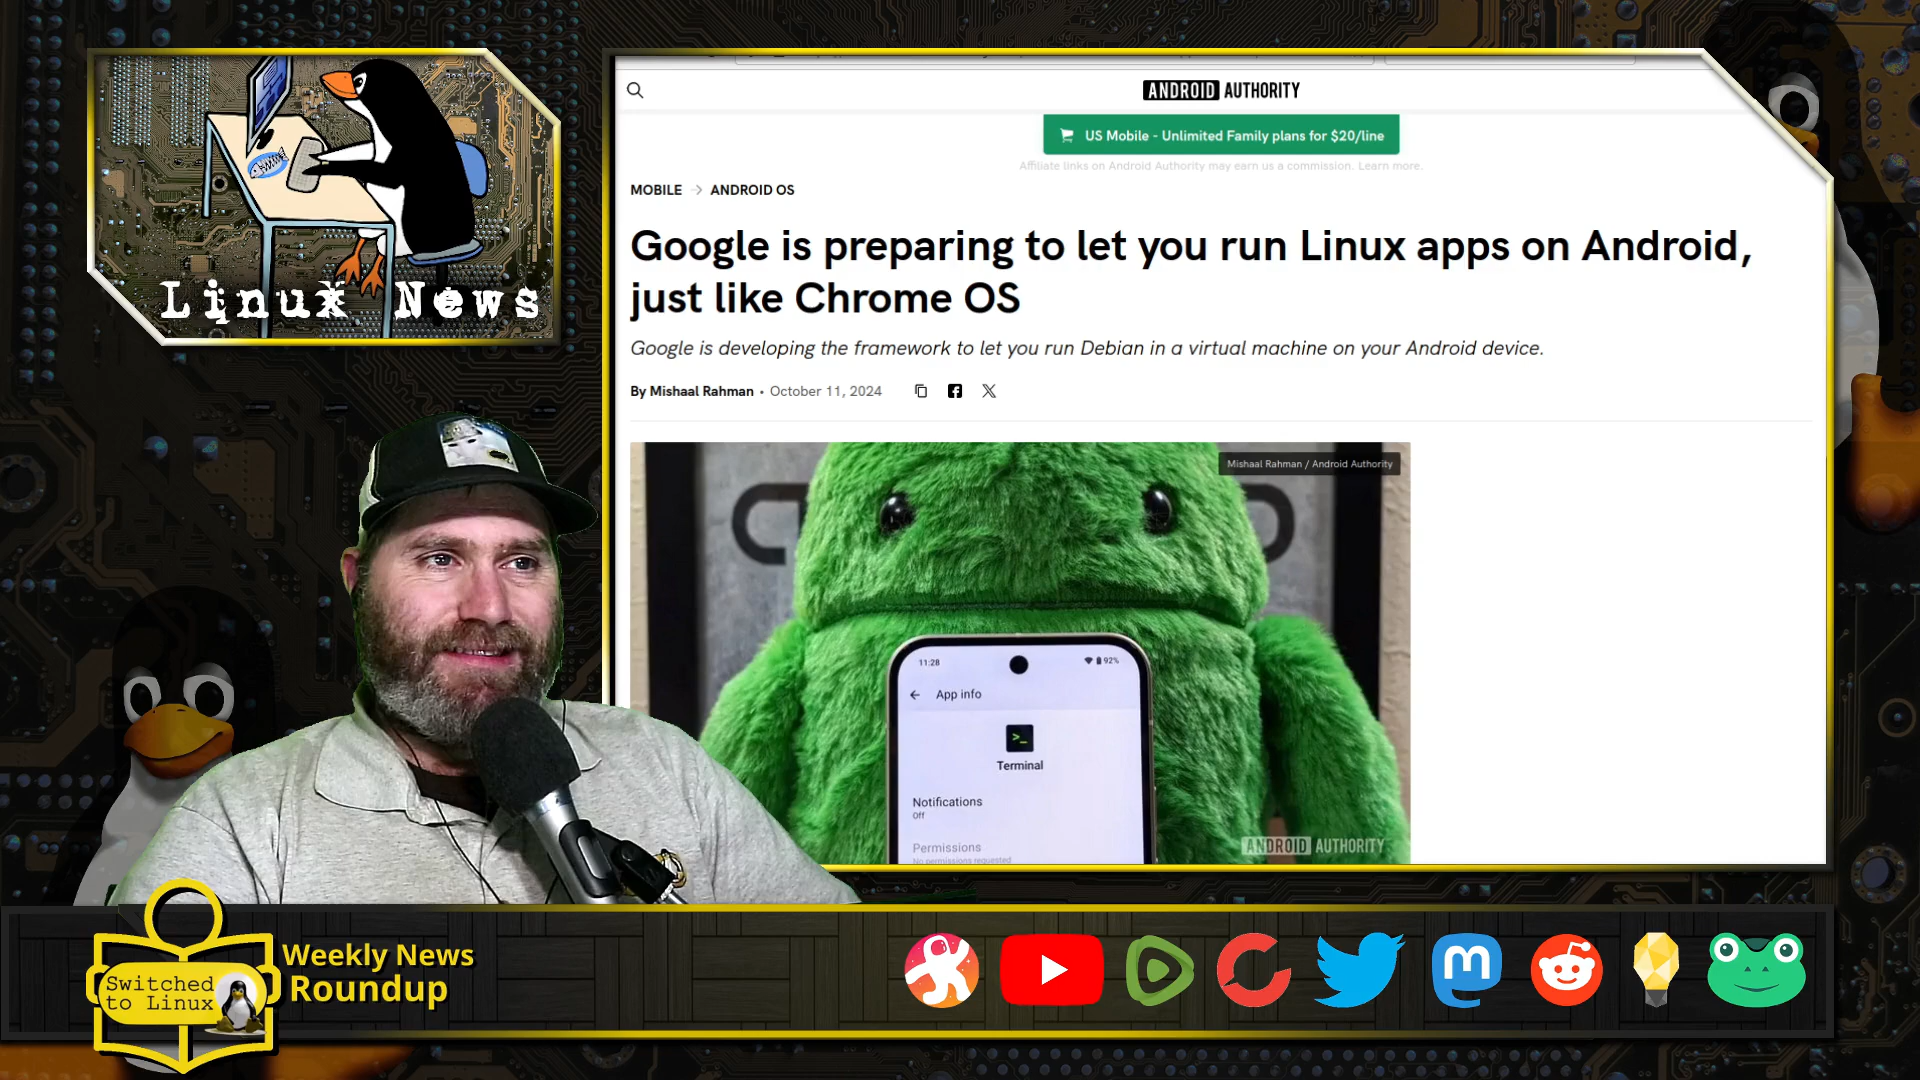 Linux News
ANDROID AUTHORITY
US Mobile - Unlimited Family plans for $20/line
Affiliate links on Android Authority may earn us a commission. Learn more.
MOBILE → ANDROID OS
Google is preparing to let you run Linux apps on Android,
just like Chrome OS
Google is developing the framework to let you run Debian in a virtual machine on your Android device.
By Mishaal Rahman • October 11, 2024
Mishaal Rahman / Android Authority
11:28
92%
App info
>_
Terminal
Notifications
Off
Permissions
No permissions requested
ANDROID AUTHORITY
Switched
to Linux
Weekly News
Roundup